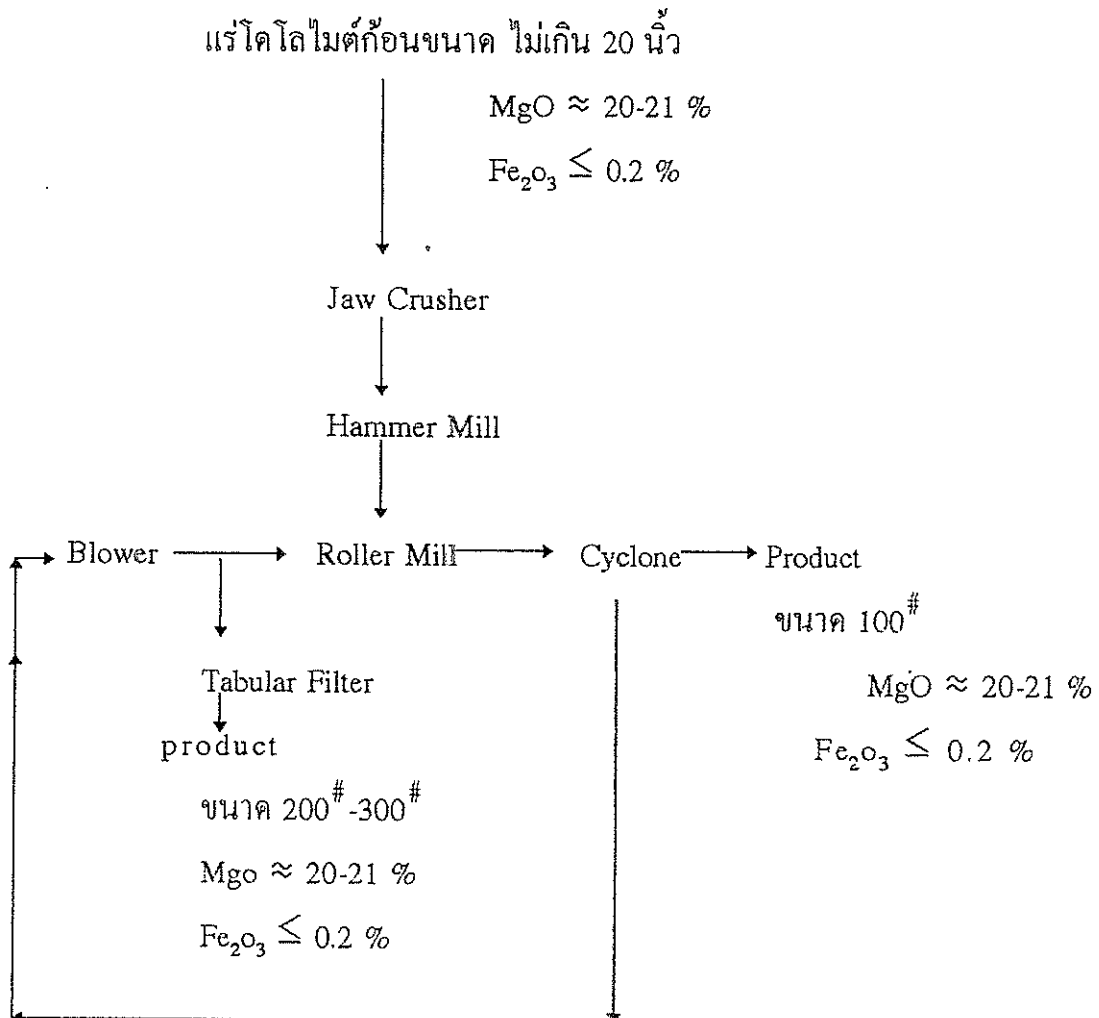 แร่โดโลไมต์ก้อนขนาด ไม่เกิน 20 นิ้ว
MgO ≈ 20-21 %
Fe₂o₃ ≤ 0.2 %
Jaw Crusher
Hammer Mill
Blower Roller Mill Cyclone Product
ขนาด 100#
Tabular Filter
MgO ≈ 20-21 %
product
Fe₂o₃ ≤ 0.2 %
ขนาด 200#-300#
Mgo ≈ 20-21 %
Fe₂o₃ ≤ 0.2 %